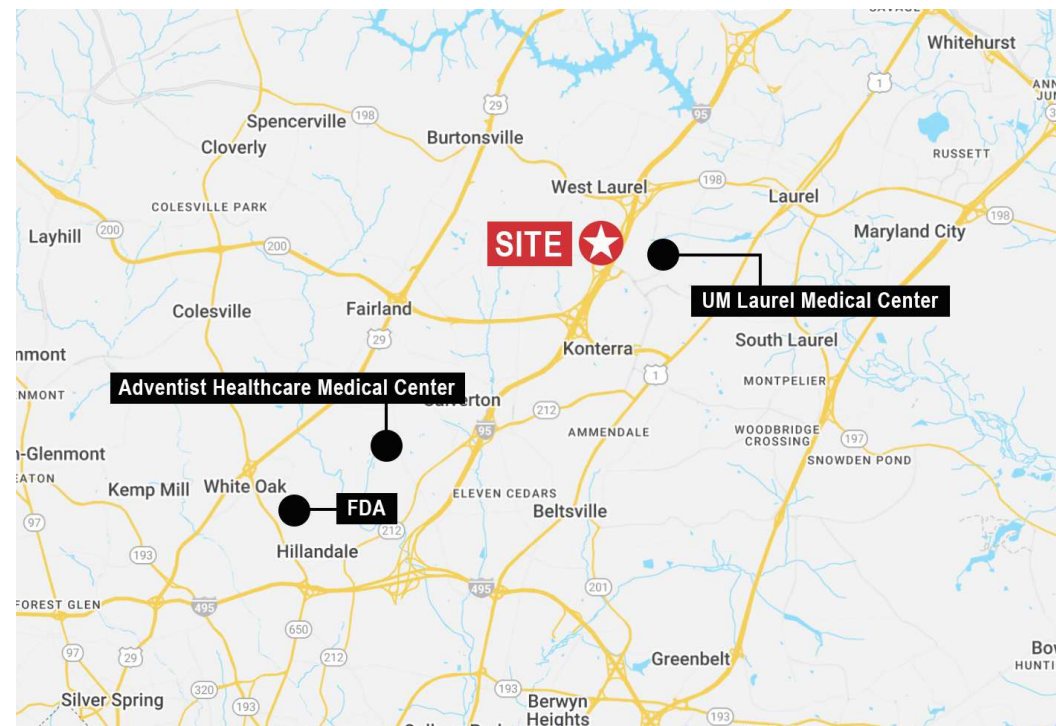 SAVAGE
Whitehurst
1
ANN
JUN
29
95
Spencerville
198
Burtonsville
Cloverly
RUSSETT
West Laurel
198
Laurel
COLESVILLE PARK
198
Layhill
200
200
SITE
Maryland City
UM Laurel Medical Center
Colesville
Fairland
29
Konterra
South Laurel
nmont
1
MONTPELIER
Adventist Healthcare Medical Center
NMONT
erton
212
95
AMMENDALE
WOODBRIDGE
CROSSING
197
n-Glenmont
SNOWDEN POND
EATON
Kemp Mill
White Oak
FDA
ELEVEN CEDARS
Beltsville
97
212
193
Hillandale
495
201
FOREST GLEN
495
650
97
29
212
Greenbelt
Bow
HUNTI
320
193
193
Silver Spring
Berwyn
Heights
193